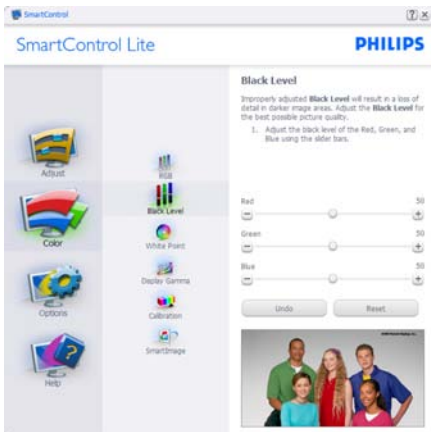 SmartControl
SmartControl Lite
PHILIPS
Adjust
Color
Options
Help
RGB
Black Level
White Point
Display Gamma
Calibration
SmartImage
Black Level
Improperly adjusted Black Level will result in a loss of
detail in darker image areas. Adjust the Black Level for
the best possible picture quality.
1. Adjust the black level of the Red, Green, and
Blue using the slider bars.
Red 50
Green 50
Blue 50
Undo Reset